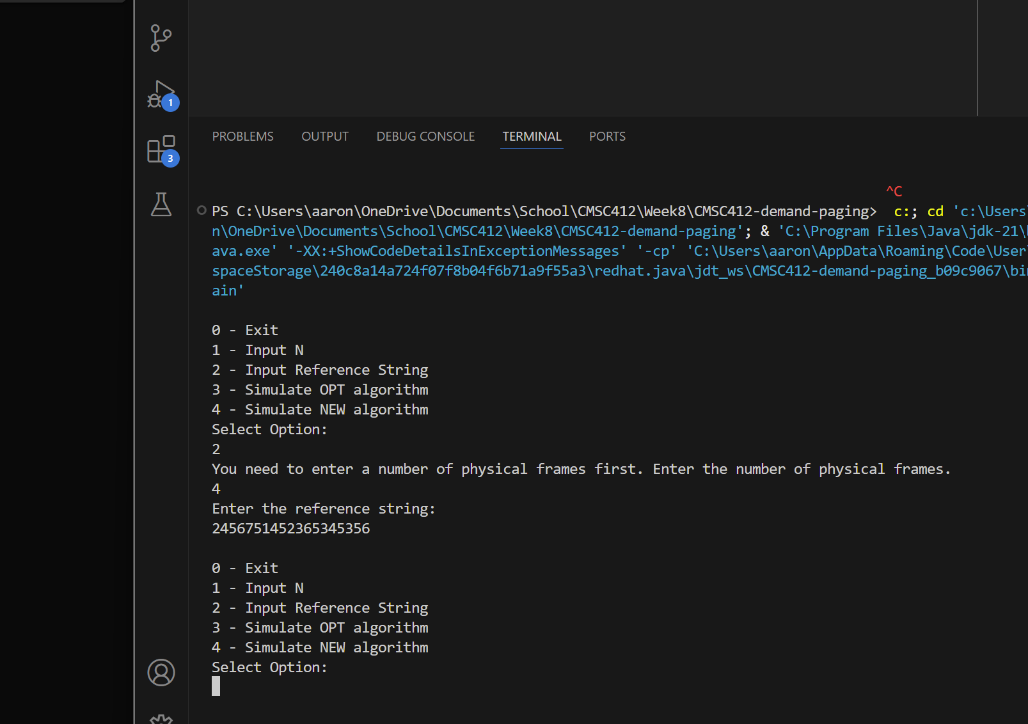 1
3
PROBLEMS OUTPUT DEBUG CONSOLE TERMINAL PORTS
^C
PS C:\Users\aaron\OneDrive\Documents\School\CMSC412\Week8\CMSC412-demand-paging> c:; cd 'c:\Users\
n\OneDrive\Documents\School\CMSC412\Week8\CMSC412-demand-paging'; & 'C:\Program Files\Java\jdk-21\
ava.exe' '-XX:+ShowCodeDetailsInExceptionMessages' '-cp' 'C:\Users\aaron\AppData\Roaming\Code\User
spaceStorage\240c8a14a724f07f8b04f6b71a9f55a3\redhat.java\jdt_ws\CMSC412-demand-paging_b09c9067\bi
ain'
0 - Exit
1 - Input N
2 - Input Reference String
3 - Simulate OPT algorithm
4 - Simulate NEW algorithm
Select Option:
2
You need to enter a number of physical frames first. Enter the number of physical frames.
4
Enter the reference string:
2456751452365345356
0 - Exit
1 - Input N
2 - Input Reference String
3 - Simulate OPT algorithm
4 - Simulate NEW algorithm
Select Option: